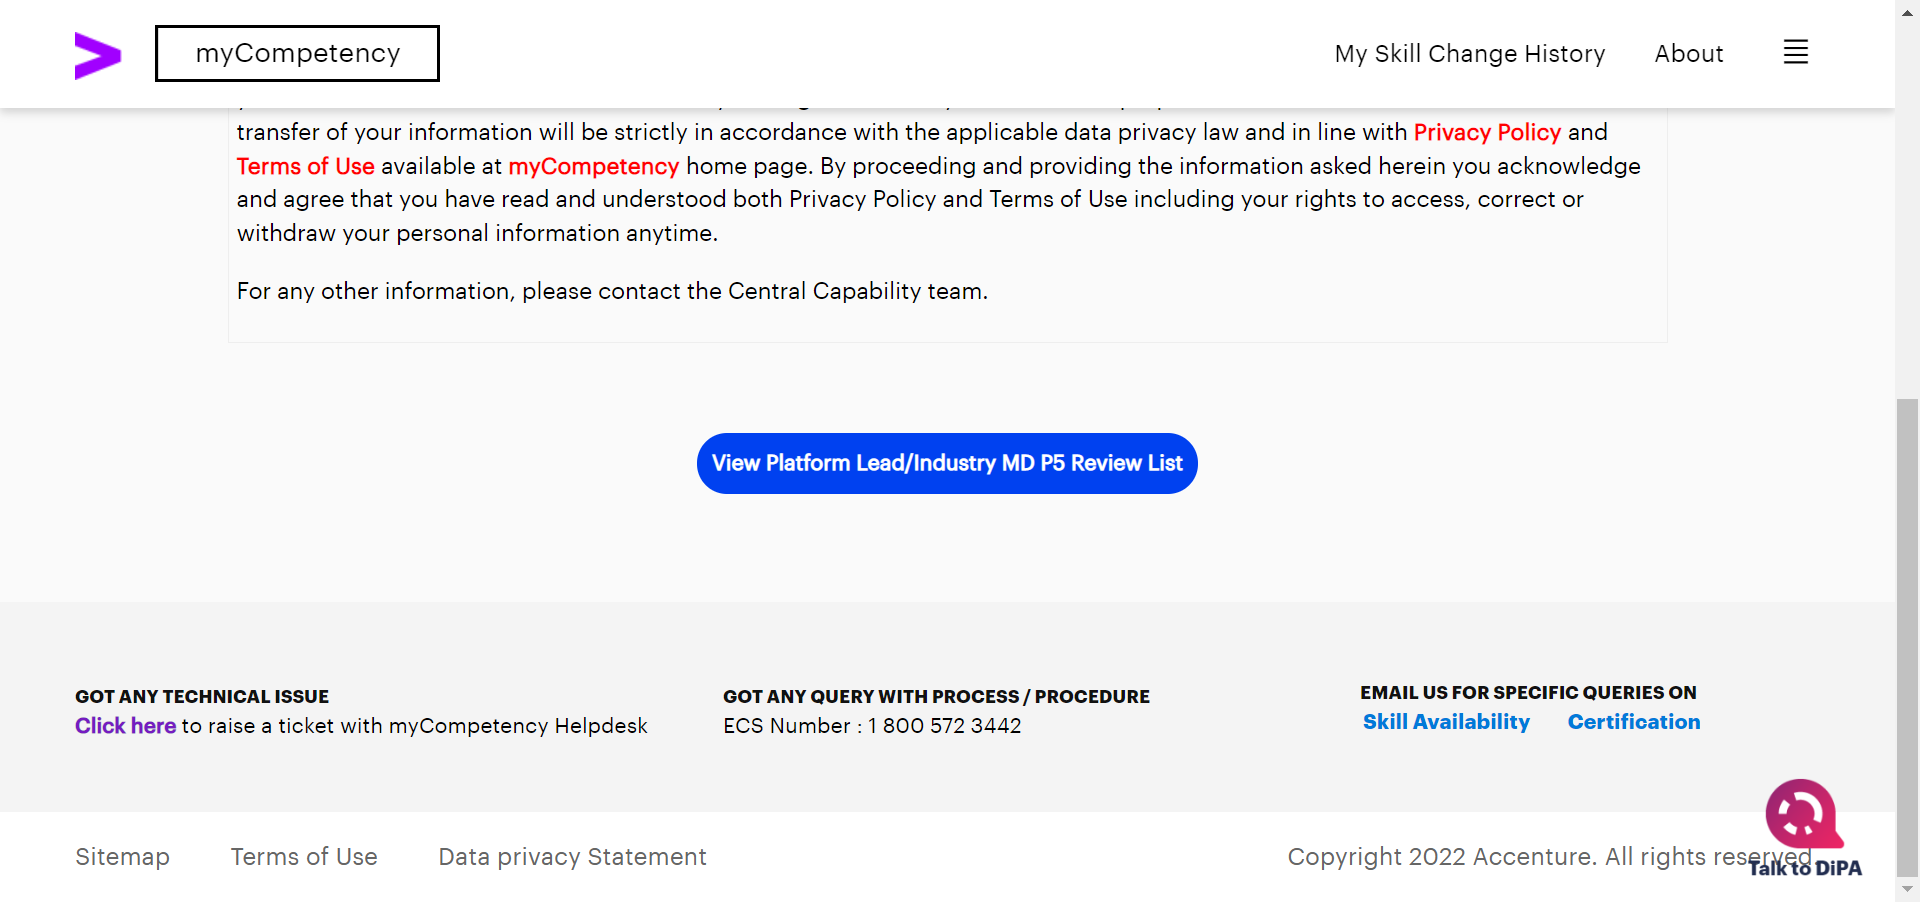 myCompetency
My Skill Change History
About
transfer of your information will be strictly in accordance with the applicable data privacy law and in line with Privacy Policy and
Terms of Use available at myCompetency home page. By proceeding and providing the information asked herein you acknowledge
and agree that you have read and understood both Privacy Policy and Terms of Use including your rights to access, correct or
withdraw your personal information anytime.
For any other information, please contact the Central Capability team.
View Platform Lead/Industry MD P5 Review List
GOT ANY TECHNICAL ISSUE
Click here to raise a ticket with myCompetency Helpdesk
GOT ANY QUERY WITH PROCESS / PROCEDURE
ECS Number : 1 800 572 3442
EMAIL US FOR SPECIFIC QUERIES ON
Skill Availability Certification
Sitemap
Terms of Use
Data privacy Statement
Copyright 2022 Accenture. All rights reserved.
Talk to DiPA